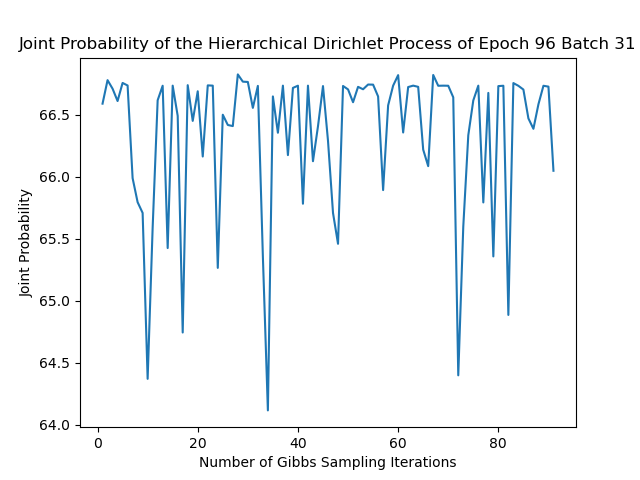 Joint Probability of the Hierarchical Dirichlet Process of Epoch 96 Batch 31
Joint Probability
66.5
66.0
65.5
65.0
64.5
64.0
0 20 40 60 80
Number of Gibbs Sampling Iterations